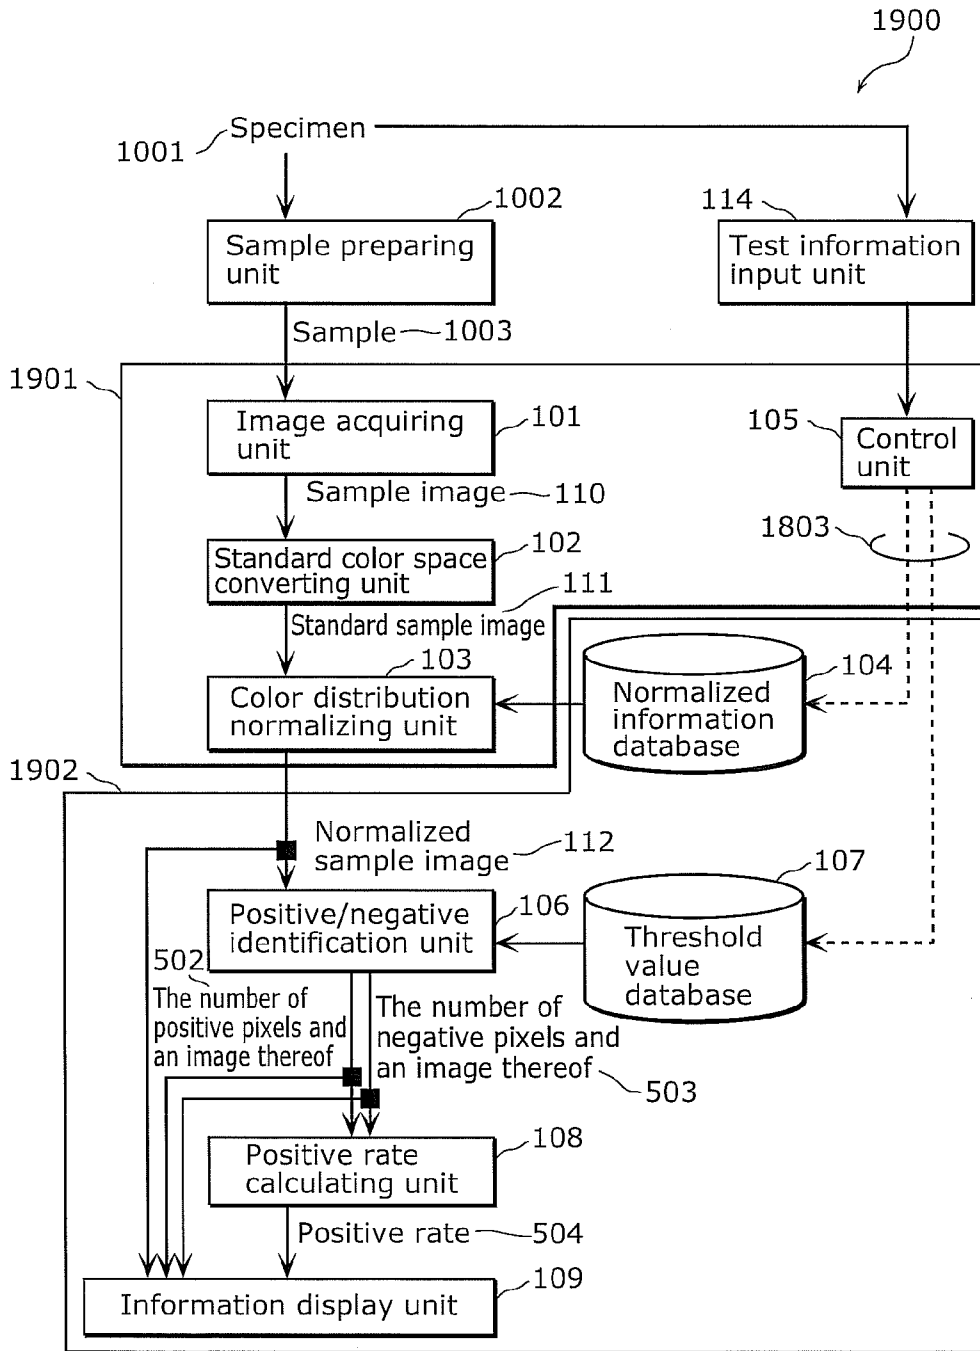 1900
Specimen
1001
1002
114
Sample preparing
unit
Test information
input unit
Sample
1003
1901
Image acquiring
unit
101
105
Control
unit
Sample image
110
1803
Standard color space
converting unit
102
111
Standard sample image
103
104
Color distribution
normalizing unit
Normalized
information
database
1902
Normalized
sample image
112
107
Positive/negative
identification unit
106
Threshold
value
database
502
The number of
positive pixels and
an image thereof
The number of
negative pixels and
an image thereof
503
108
Positive rate
calculating unit
Positive rate
504
109
Information display unit